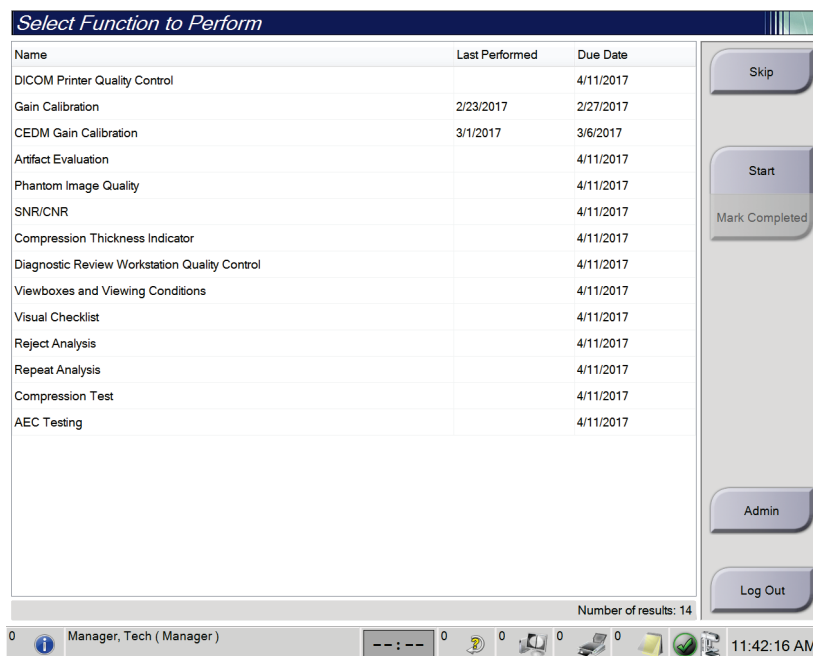 Select Function to Perform
Name Last Performed Due Date
DICOM Printer Quality Control 4/11/2017
Gain Calibration 2/23/2017 2/27/2017
CEDM Gain Calibration 3/1/2017 3/6/2017
Artifact Evaluation 4/11/2017
Phantom Image Quality 4/11/2017
SNR/CNR 4/11/2017
Compression Thickness Indicator 4/11/2017
Diagnostic Review Workstation Quality Control 4/11/2017
Viewboxes and Viewing Conditions 4/11/2017
Visual Checklist 4/11/2017
Reject Analysis 4/11/2017
Repeat Analysis 4/11/2017
Compression Test 4/11/2017
AEC Testing 4/11/2017
Number of results: 14
Skip
Start
Mark Completed
Admin
Log Out
0 Manager, Tech ( Manager ) --:-- 0 0 0 0 11:42:16 AM